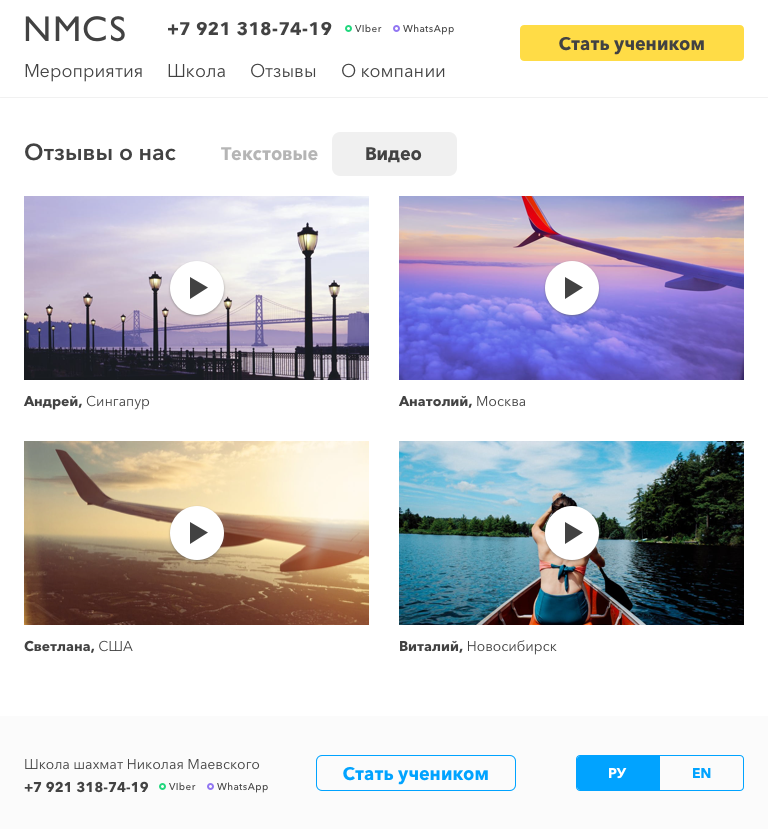 NMCS
+7 921 318-74-19 VIber WhatsApp
Стать учеником
Мероприятия Школа Отзывы О компании
Отзывы о нас Текстовые Видео
Андрей, Сингапур
Анатолий, Москва
Светлана, США
Виталий, Новосибирск
Школа шахмат Николая Маевского
+7 921 318-74-19 VIber WhatsApp
Стать учеником
РУ EN